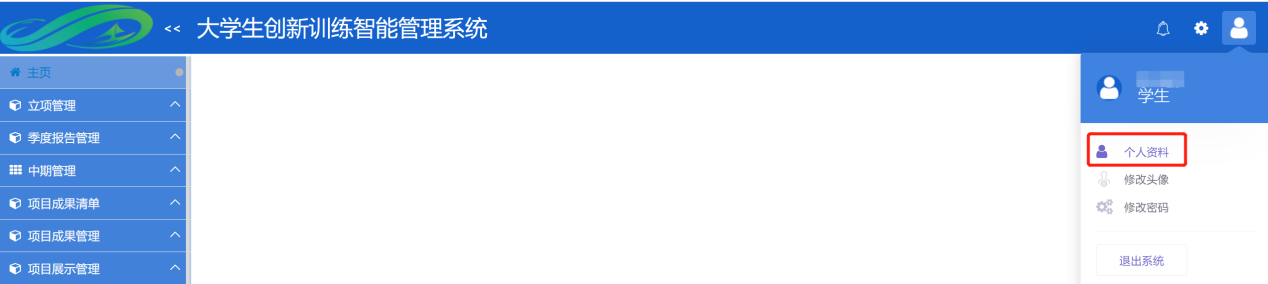 << 大学生创新训练智能管理系统
主页
立项管理
季度报告管理
中期管理
项目成果清单
项目成果管理
项目展示管理
学生
个人资料
修改头像
修改密码
退出系统